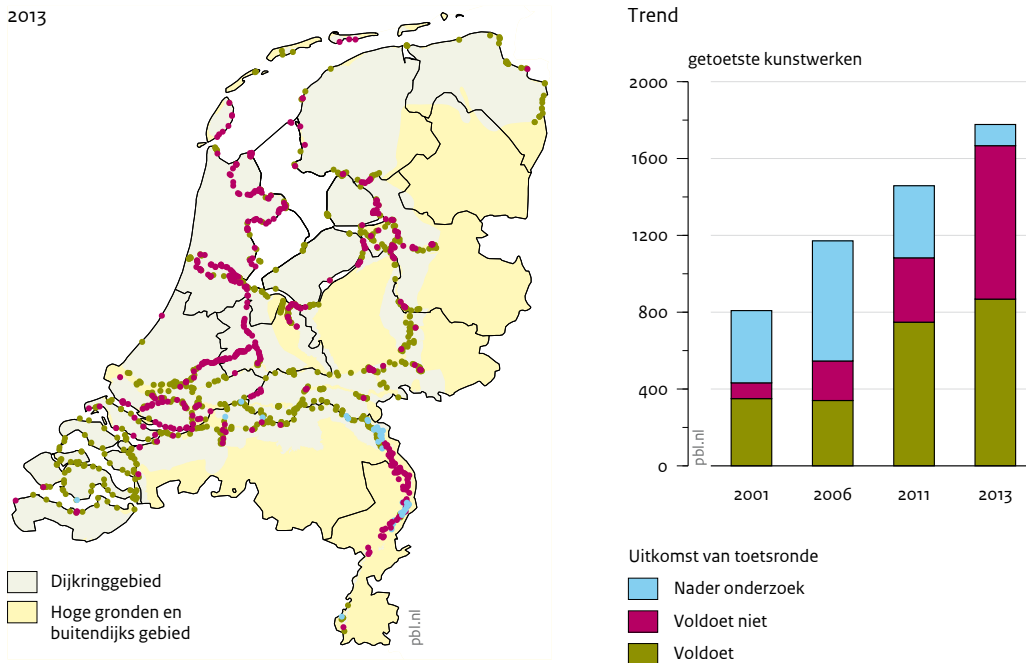 2013
Dijkringgebied
Hoge gronden en
buitendijks gebied
pbl.nl
Trend
getoetste kunstwerken
2000
1600
1200
800
400
0
pbl.nl
2001
2006
2011
2013
Uitkomst van toetsronde
Nader onderzoek
Voldoet niet
Voldoet